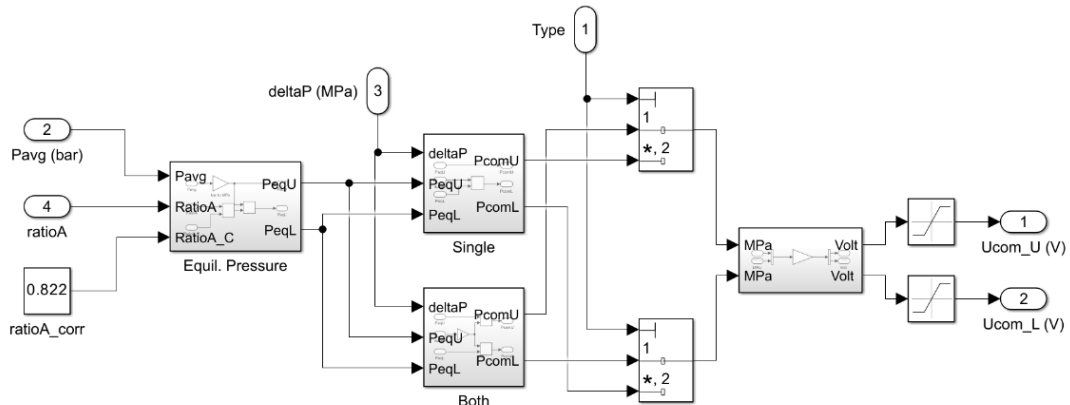 Type
1
deltaP (MPa)
3
2
Pavg (bar)
4
ratioA
0.822
ratioA_corr
Pavg
RatioA
RatioA_C
PeqU
PeqL
Equil. Pressure
deltaP
PeqU
PeqL
PcomU
PcomL
Single
deltaP
PeqU
PeqL
PcomU
PcomL
Both
1
*, 2
1
*, 2
MPa
MPa
Volt
Volt
1
Ucom_U (V)
2
Ucom_L (V)